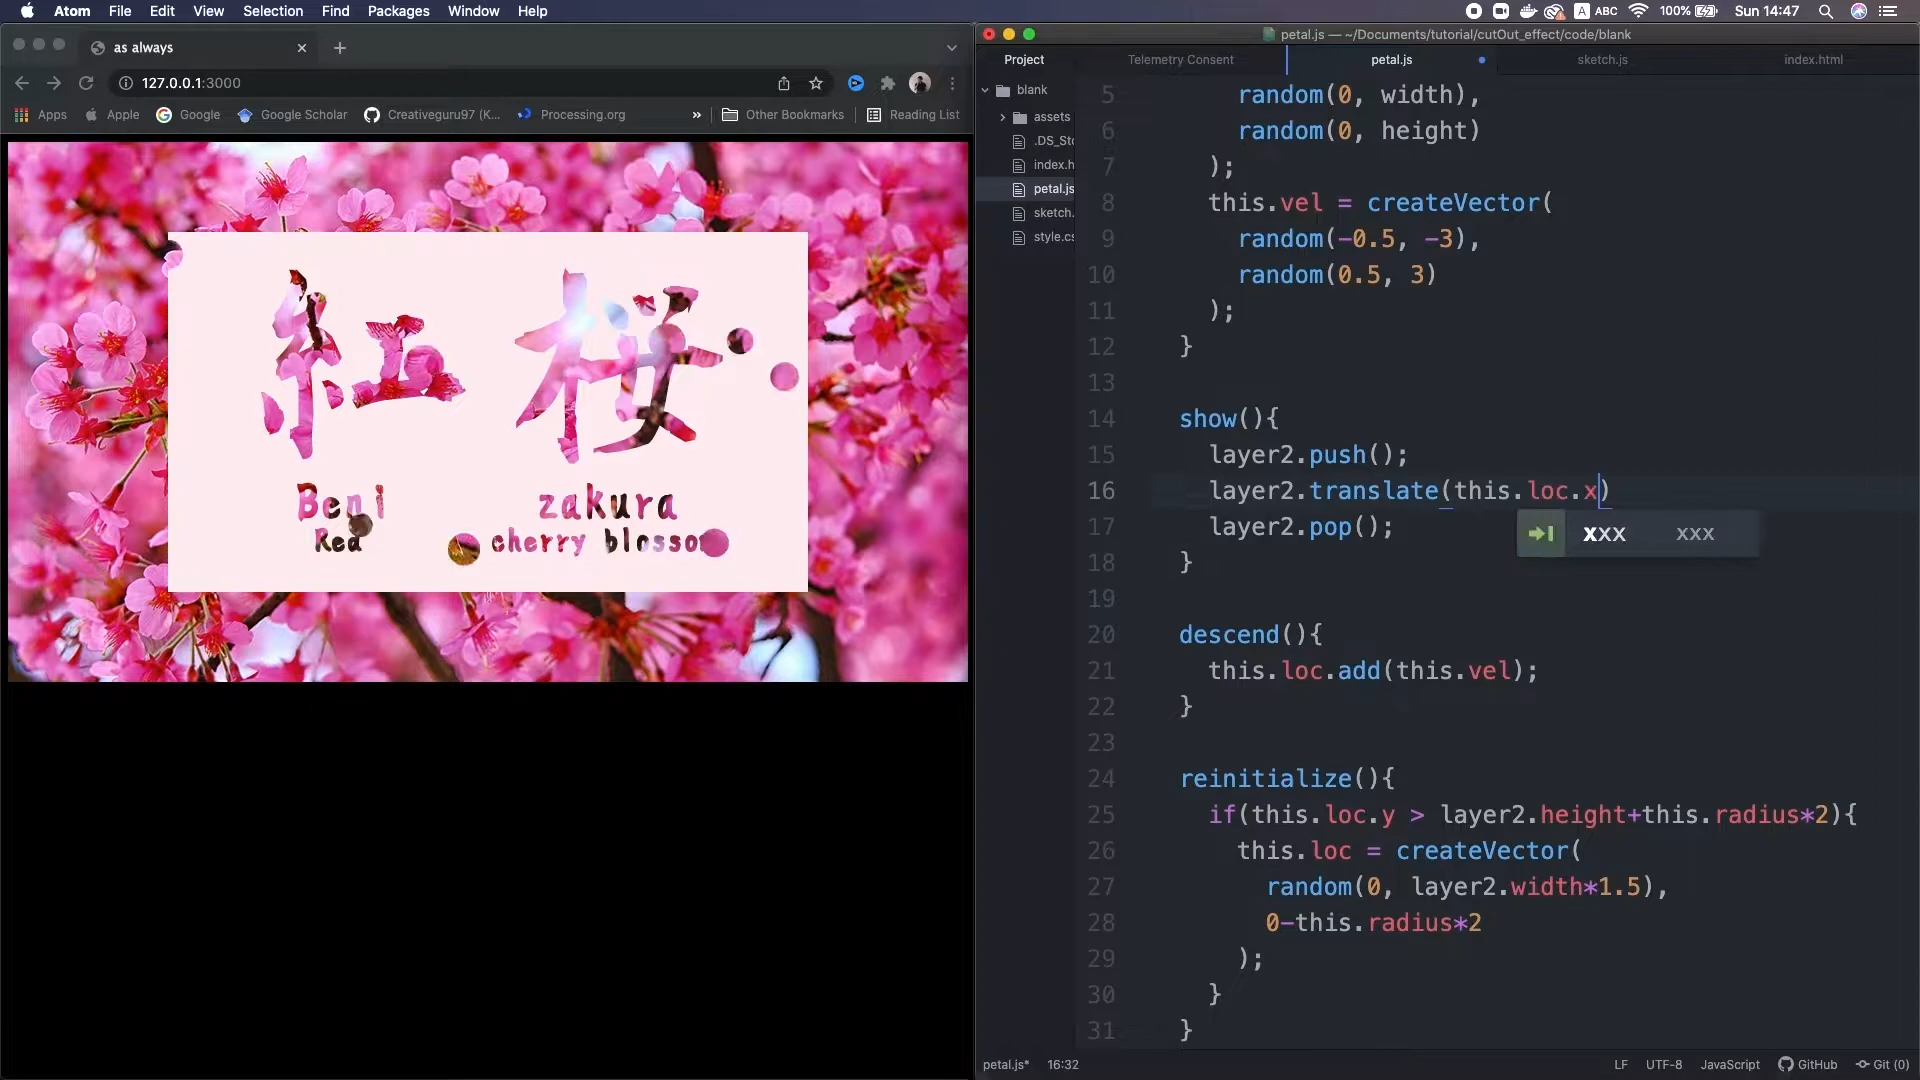 Atom File Edit View Selection Find Packages Window Help
A ABC 100% Sun 14:47
as always
127.0.0.1:3000
Apps Apple Google Google Scholar Creativeguru97 (K... Processing.org » Other Bookmarks Reading List
紅 桜
Beni zakura
Red cherry blosso
petal.js — ~/Documents/tutorial/cutOut_effect/code/blank
Project Telemetry Consent petal.js sketch.js index.html
blank
assets
.DS_Sto
index.h
petal.js
sketch.
style.cs
5 random(0, width),
6 random(0, height)
7 );
8 this.vel = createVector(
9 random(-0.5, -3),
10 random(0.5, 3)
11 );
12 }
13
14 show(){
15 layer2.push();
16 layer2.translate(this.loc.x)
17 layer2.pop();
xxx xxx
18 }
19
20 descend(){
21 this.loc.add(this.vel);
22 }
23
24 reinitialize(){
25 if(this.loc.y > layer2.height+this.radius*2){
26 this.loc = createVector(
27 random(0, layer2.width*1.5),
28 0-this.radius*2
29 );
30 }
31 }
petal.js* 16:32 LF UTF-8 JavaScript GitHub Git (0)